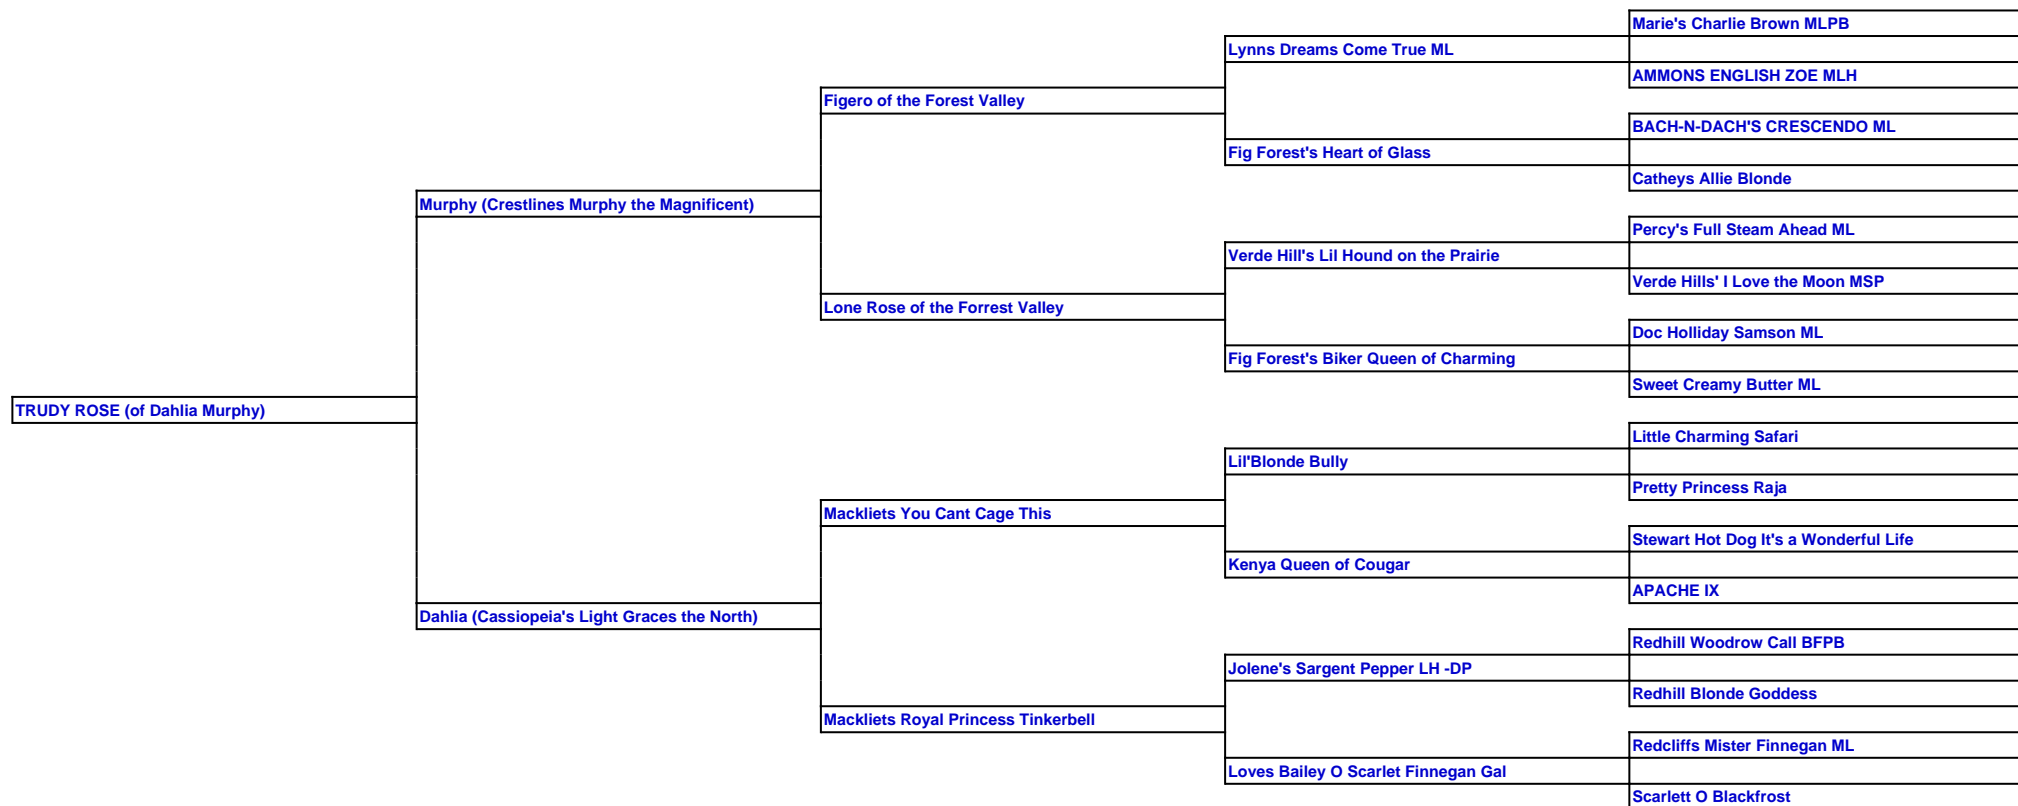 Marie's Charlie Brown MLPB
Lynns Dreams Come True ML
AMMONS ENGLISH ZOE MLH
Figero of the Forest Valley
BACH-N-DACH'S CRESCENDO ML
Fig Forest's Heart of Glass
Catheys Allie Blonde
Murphy (Crestlines Murphy the Magnificent)
Percy's Full Steam Ahead ML
Verde Hill's Lil Hound on the Prairie
Verde Hills' I Love the Moon MSP
Lone Rose of the Forrest Valley
Doc Holliday Samson ML
Fig Forest's Biker Queen of Charming
Sweet Creamy Butter ML
TRUDY ROSE (of Dahlia Murphy)
Little Charming Safari
Lil'Blonde Bully
Pretty Princess Raja
Mackliets You Cant Cage This
Stewart Hot Dog It's a Wonderful Life
Kenya Queen of Cougar
APACHE IX
Dahlia (Cassiopeia's Light Graces the North)
Redhill Woodrow Call BFPB
Jolene's Sargent Pepper LH -DP
Redhill Blonde Goddess
Mackliets Royal Princess Tinkerbell
Redcliffs Mister Finnegan ML
Loves Bailey O Scarlet Finnegan Gal
Scarlett O Blackfrost